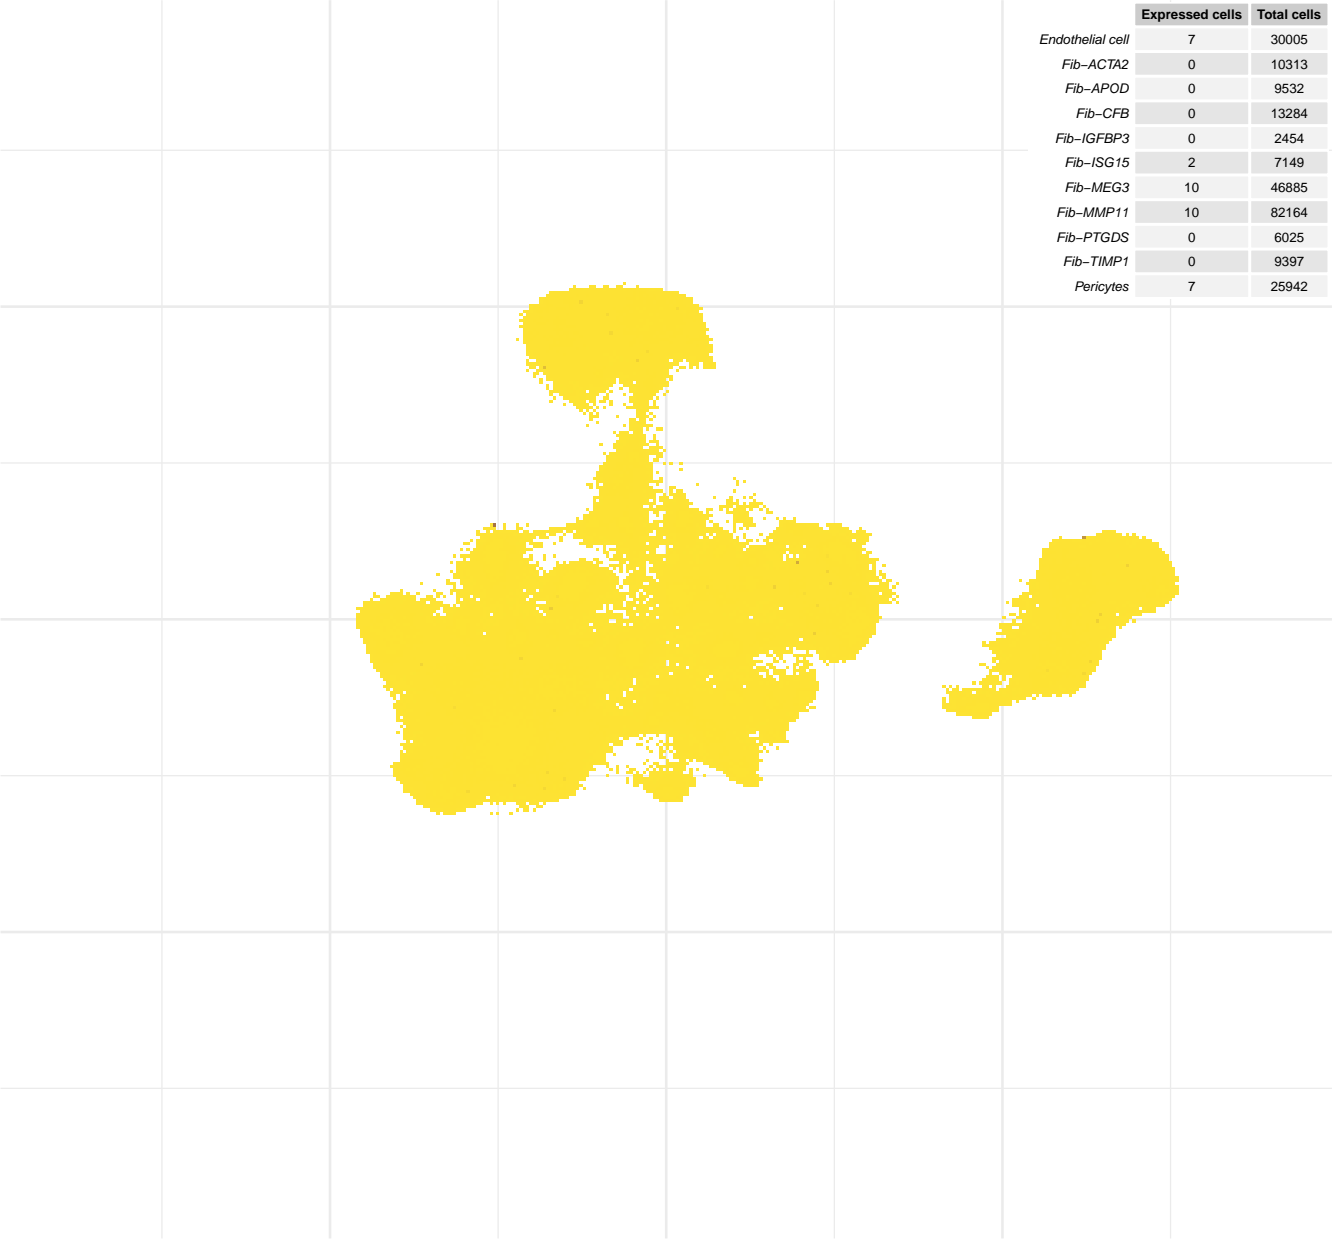 Expressed cells Total cells
Endothelial cell 7 30005
Fib−ACTA2 0 10313
Fib−APOD 0 9532
Fib−CFB 0 13284
Fib−IGFBP3 0 2454
Fib−ISG15 2 7149
Fib−MEG3 10 46885
Fib−MMP11 10 82164
Fib−PTGDS 0 6025
Fib−TIMP1 0 9397
Pericytes 7 25942